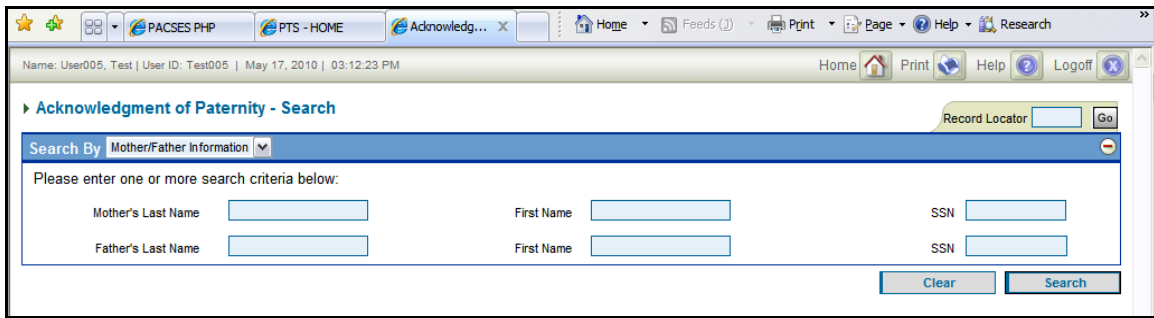 PACSES PHP PTS - HOME Acknowledg... X Home Feeds (J) Print Page Help Research »
Name: User005, Test | User ID: Test005 | May 17, 2010 | 03:12:23 PM Home Print Help Logoff
Acknowledgment of Paternity - Search
Record Locator Go
Search By Mother/Father Information
Please enter one or more search criteria below:
Mother's Last Name First Name SSN
Father's Last Name First Name SSN
Clear Search